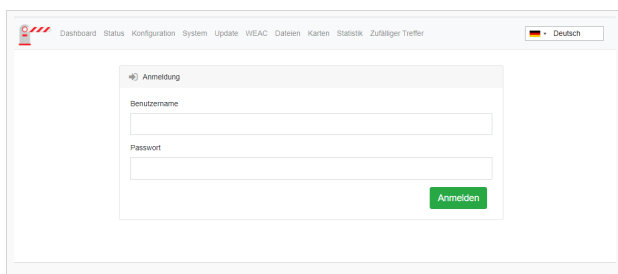 Dashboard Status Konfiguration System Update WEAC Dateien Karten Statistik Zufälliger Treffer Deutsch
Anmeldung
Benutzername
Passwort
Anmelden